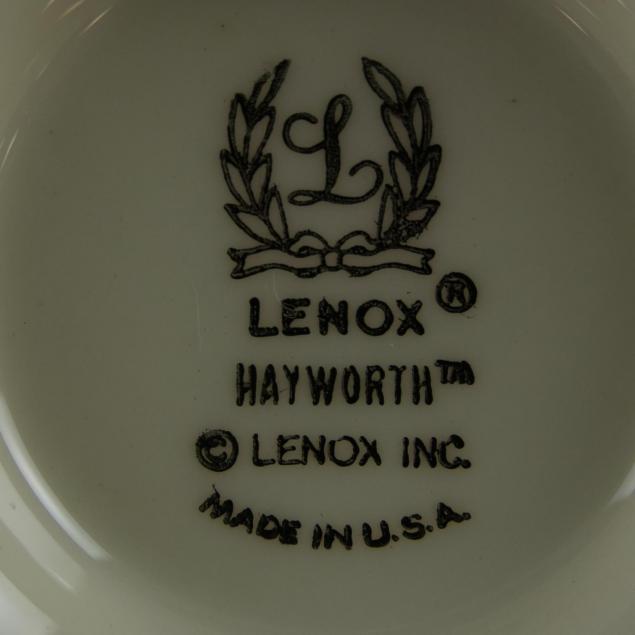 L
LENOX®
HAYWORTH™
© LENOX INC.
MADE IN U.S.A.